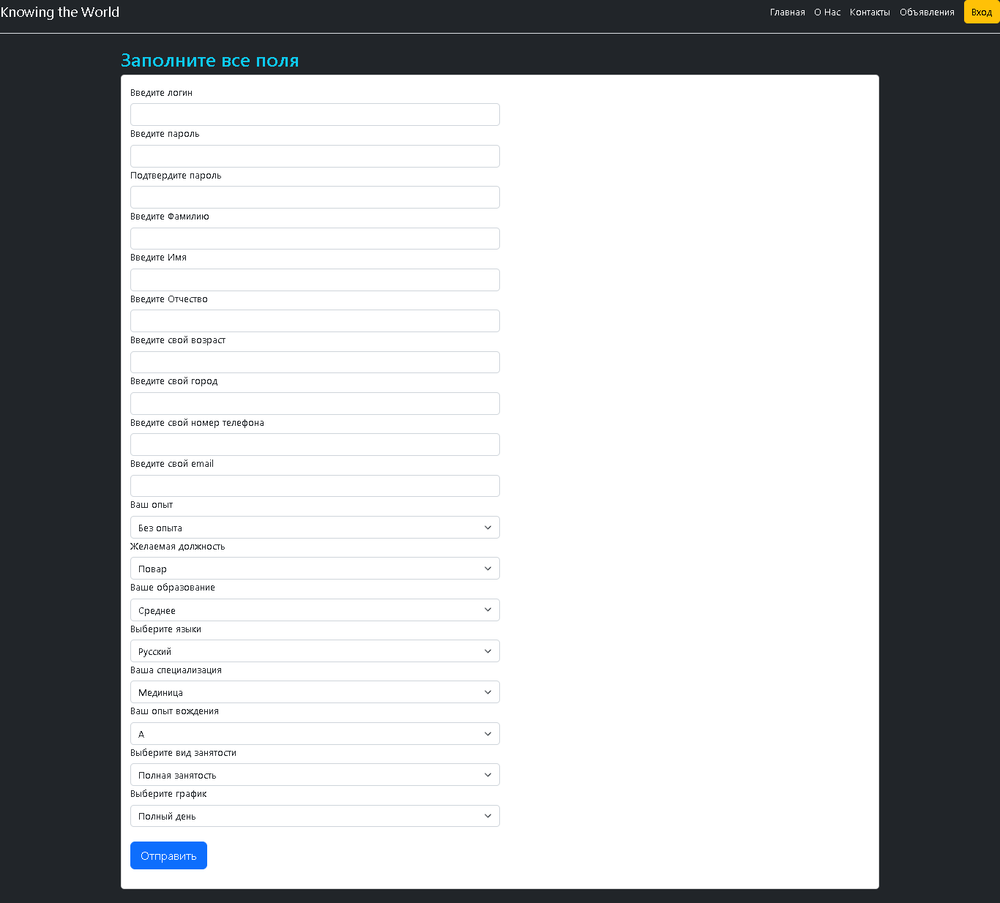 Knowing the World
Главная О Нас Контакты Объявления Вход
Заполните все поля
Введите логин
Введите пароль
Подтвердите пароль
Введите Фамилию
Введите Имя
Введите Отчество
Введите свой возраст
Введите свой город
Введите свой номер телефона
Введите свой email
Ваш опыт
Без опыта
Желаемая должность
Повар
Ваше образование
Среднее
Выберите языки
Русский
Ваша специализация
Мединица
Ваш опыт вождения
A
Выберите вид занятости
Полная занятость
Выберите график
Полный день
Отправить